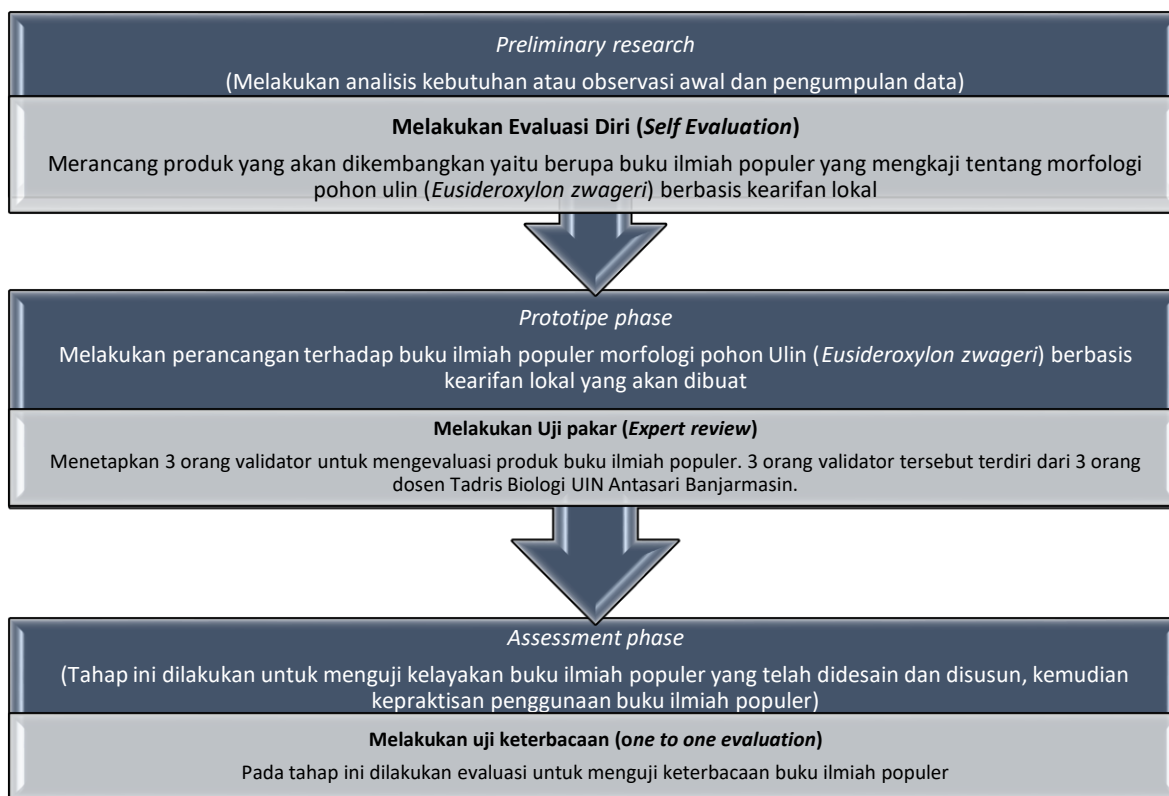 Preliminary research
(Melakukan analisis kebutuhan atau observasi awal dan pengumpulan data)
Melakukan Evaluasi Diri (Self Evaluation)
Merancang produk yang akan dikembangkan yaitu berupa buku ilmiah populer yang mengkaji tentang morfologi
pohon ulin (Eusideroxylon zwageri) berbasis kearifan lokal
Prototipe phase
Melakukan perancangan terhadap buku ilmiah populer morfologi pohon Ulin (Eusideroxylon zwageri) berbasis
kearifan lokal yang akan dibuat
Melakukan Uji pakar (Expert review)
Menetapkan 3 orang validator untuk mengevaluasi produk buku ilmiah populer. 3 orang validator tersebut terdiri dari 3 orang
dosen Tadris Biologi UIN Antasari Banjarmasin.
Assessment phase
(Tahap ini dilakukan untuk menguji kelayakan buku ilmiah populer yang telah didesain dan disusun, kemudian
kepraktisan penggunaan buku ilmiah populer)
Melakukan uji keterbacaan (one to one evaluation)
Pada tahap ini dilakukan evaluasi untuk menguji keterbacaan buku ilmiah populer